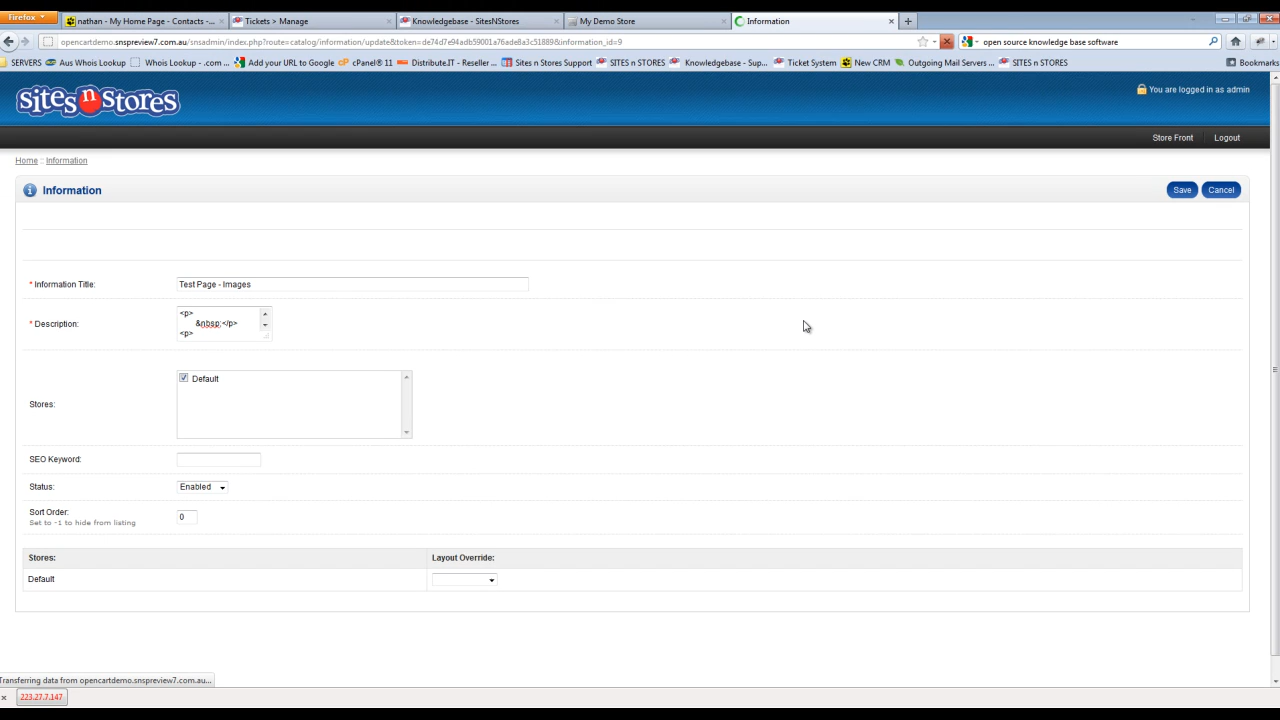 Firefox
nathan - My Home Page - Contacts -...
Tickets > Manage
Knowledgebase - SitesNStores
My Demo Store
Information
opencartdemo.snspreview7.com.au/snsadmin/index.php?route=catalog/information/update&token=de74d7e94adb59001a76ade8a3c51889&information_id=9
open source knowledge base software
SERVERS Aus Whois Lookup Whois Lookup - .com ... Add your URL to Google cPanel® 11 Distribute.IT - Reseller ... Sites n Stores Support SITES n STORES Knowledgebase - Sup... Ticket System New CRM Outgoing Mail Servers ... SITES n STORES Bookmarks
sites n stores
You are logged in as admin
Store Front Logout
Home :: Information
Information
Save Cancel
* Information Title: Test Page - Images
* Description:
<p>
&nbsp;</p>
<p>
Stores: Default
SEO Keyword:
Status: Enabled
Sort Order: 0
Set to -1 to hide from listing
Stores: Layout Override:
Default
Transferring data from opencartdemo.snspreview7.com.au...
x 223.27.7.147